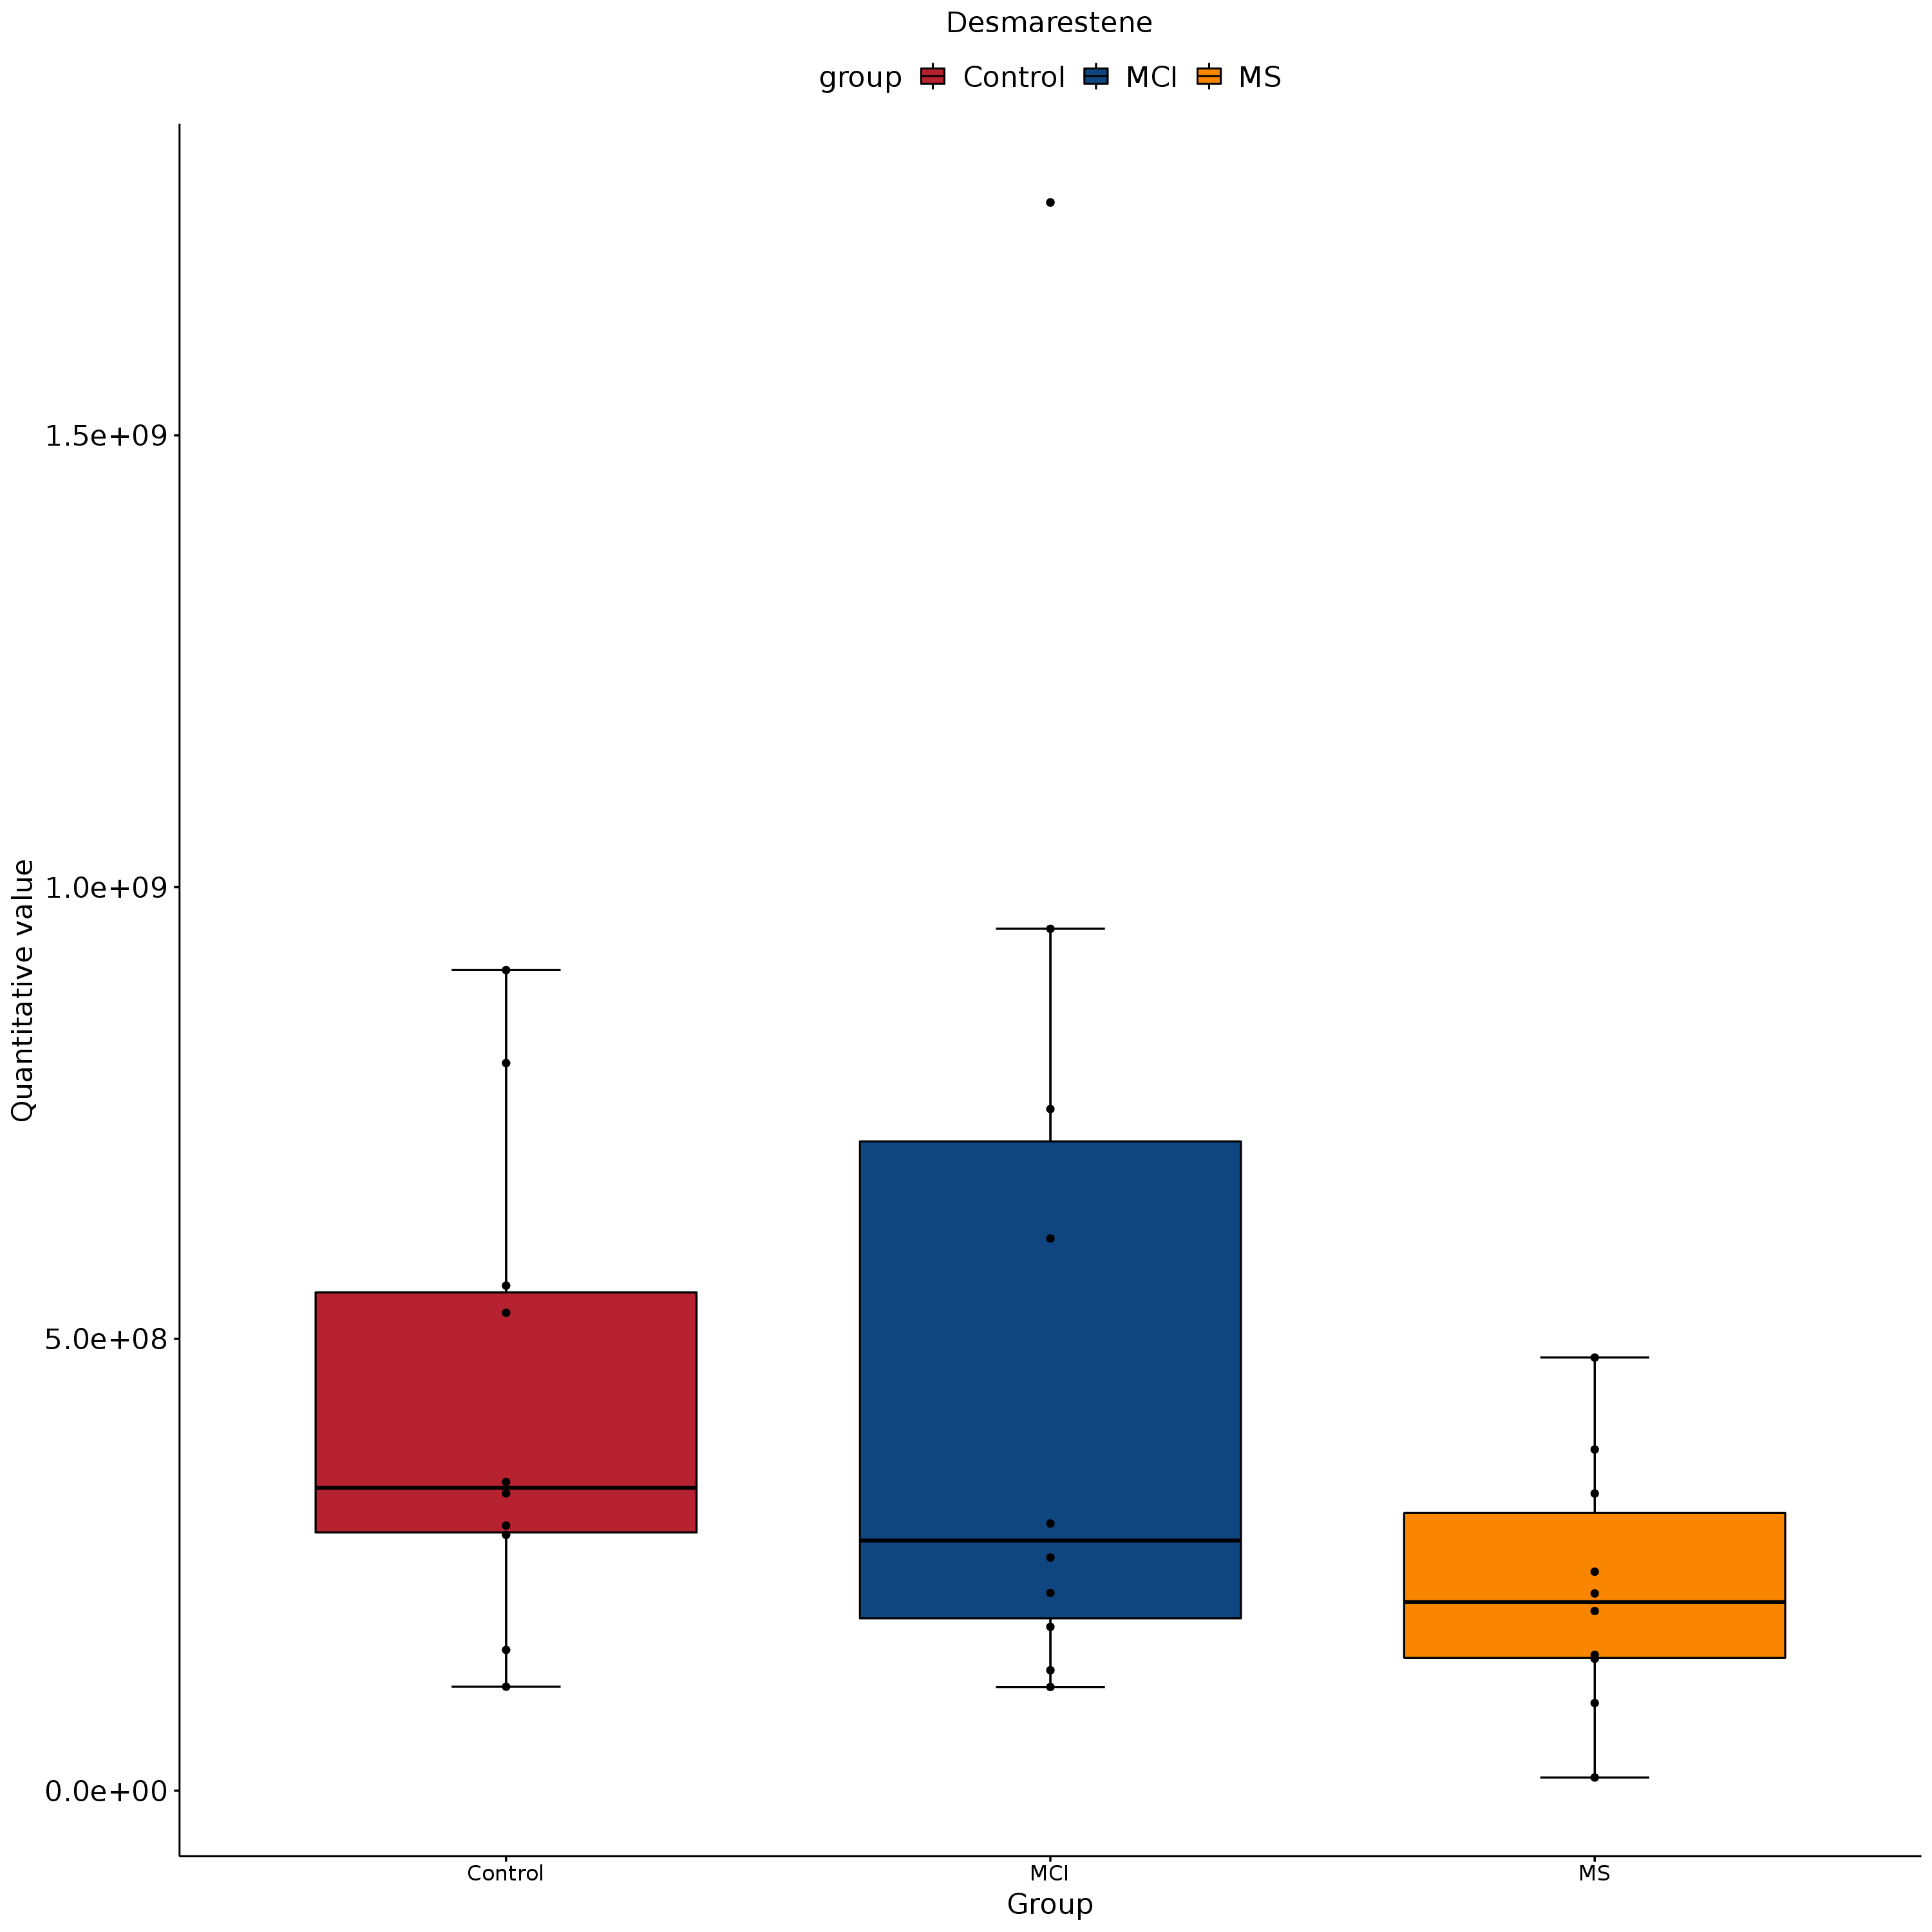 Desmarestene
group Control MCI MS
Quantitative value
1.5e+09
1.0e+09
5.0e+08
0.0e+00
Control MCI MS
Group